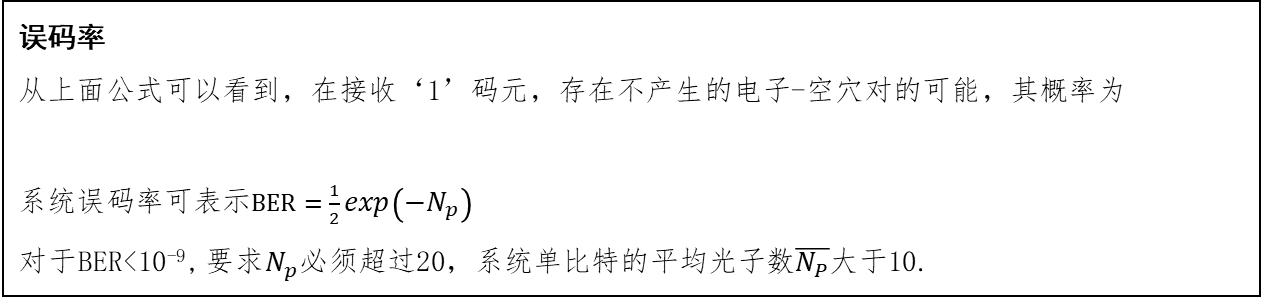 误码率
从上面公式可以看到，在接收‘1’码元，存在不产生的电子-空穴对的可能，其概率为
系统误码率可表示BER = ½exp(−Nₚ)
对于BER<10⁻⁹,要求Nₚ必须超过20，系统单比特的平均光子数N̅P̅大于10.